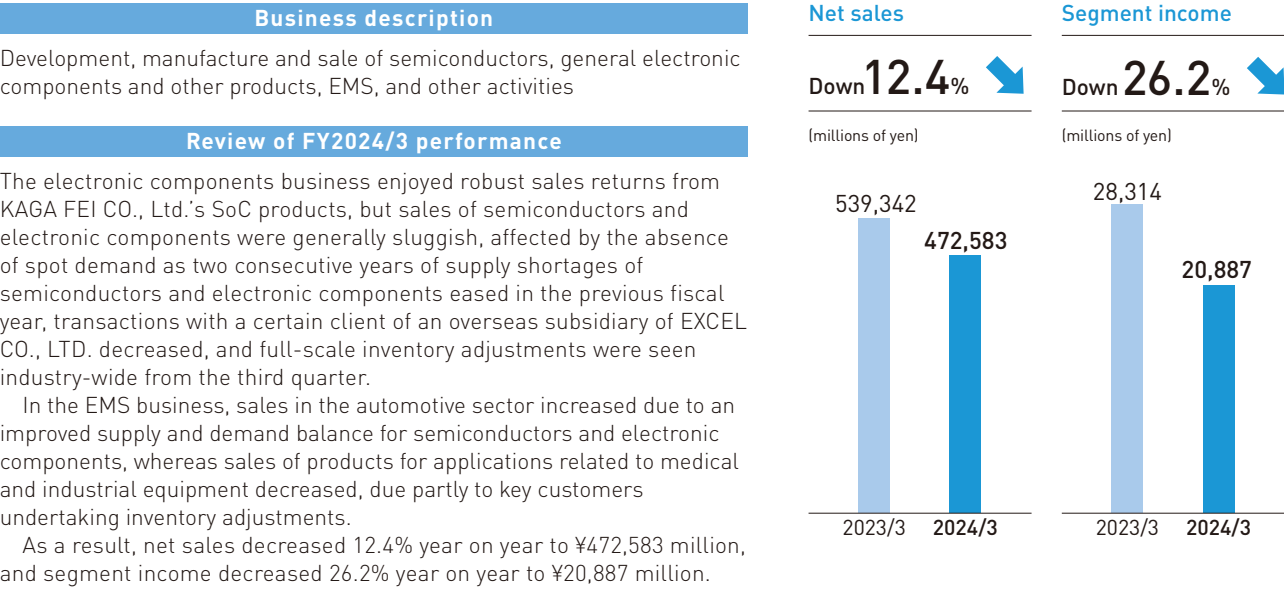 Business description
Development, manufacture and sale of semiconductors, general electronic
components and other products, EMS, and other activities
Review of FY2024/3 performance
The electronic components business enjoyed robust sales returns from
KAGA FEI CO., Ltd.’s SoC products, but sales of semiconductors and
electronic components were generally sluggish, affected by the absence
of spot demand as two consecutive years of supply shortages of
semiconductors and electronic components eased in the previous fiscal
year, transactions with a certain client of an overseas subsidiary of EXCEL
CO., LTD. decreased, and full-scale inventory adjustments were seen
industry-wide from the third quarter.
In the EMS business, sales in the automotive sector increased due to an
improved supply and demand balance for semiconductors and electronic
components, whereas sales of products for applications related to medical
and industrial equipment decreased, due partly to key customers
undertaking inventory adjustments.
As a result, net sales decreased 12.4% year on year to ¥472,583 million,
and segment income decreased 26.2% year on year to ¥20,887 million.
Net sales
Down 12.4%
(millions of yen)
539,342
472,583
2023/3 2024/3
Segment income
Down 26.2%
(millions of yen)
28,314
20,887
2023/3 2024/3